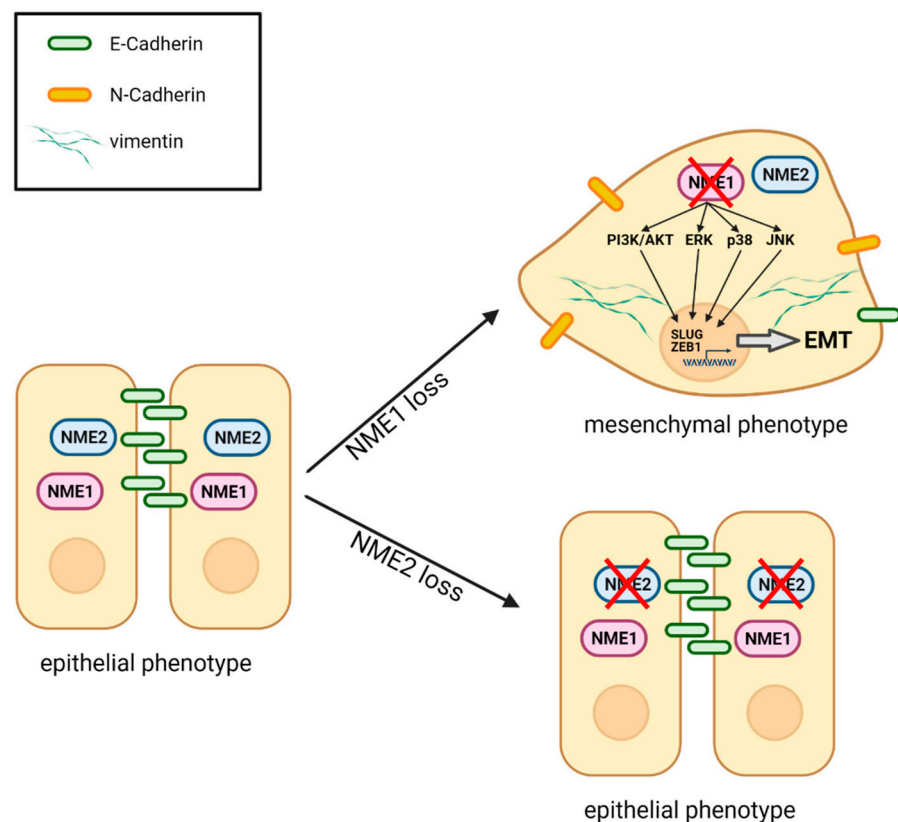 E-Cadherin
N-Cadherin
vimentin
NME1
NME2
PI3K/AKT ERK p38 JNK
SLUG
ZEB1
EMT
mesenchymal phenotype
NME1 loss
NME2 loss
NME2
NME2
NME1
NME1
epithelial phenotype
NME2
NME2
NME1
NME1
epithelial phenotype